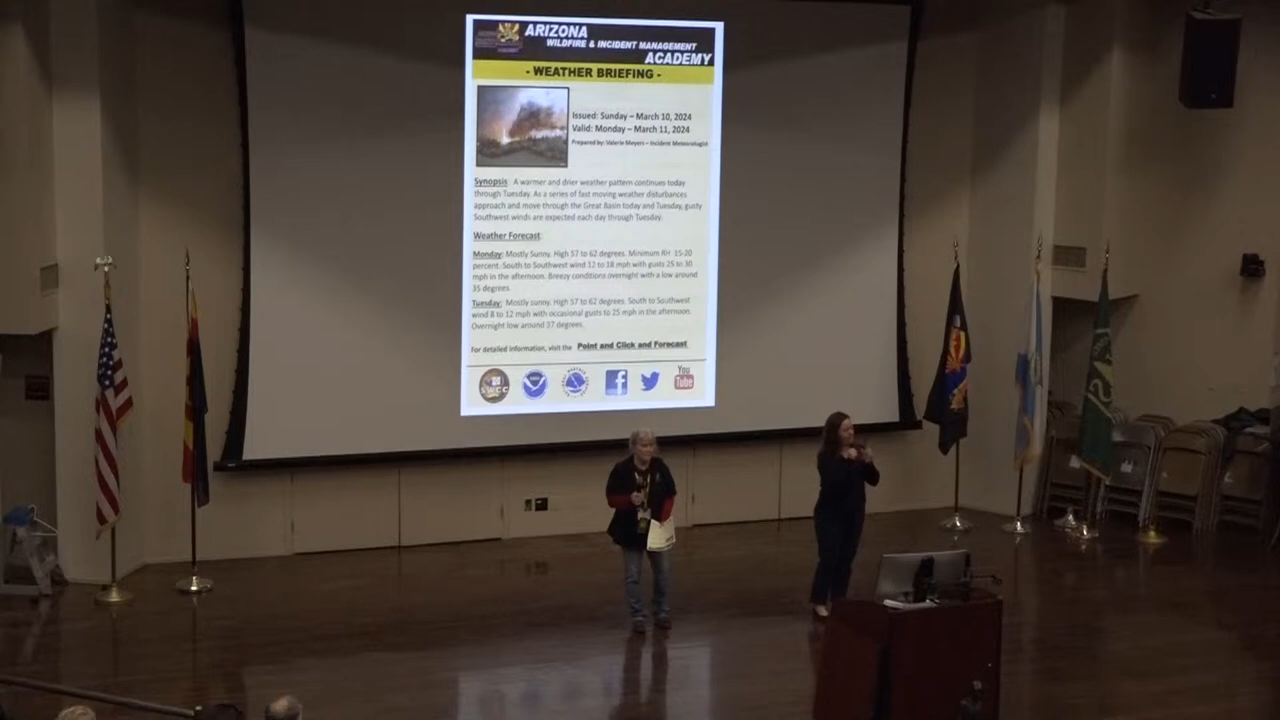 ARIZONA
WILDFIRE & INCIDENT MANAGEMENT
ACADEMY
- WEATHER BRIEFING -
Issued: Sunday – March 10, 2024
Valid: Monday – March 11, 2024
Prepared by: Valerie Meyers – Incident Meteorologist
Synopsis: A warmer and drier weather pattern continues today
through Tuesday. As a series of fast moving weather disturbances
approach and move through the Great Basin today and Tuesday, gusty
Southwest winds are expected each day through Tuesday.
Weather Forecast:
Monday: Mostly Sunny. High 57 to 62 degrees. Minimum RH 15-20
percent. South to Southwest wind 12 to 18 mph with gusts 25 to 30
mph in the afternoon. Breezy conditions overnight with a low around
35 degrees.
Tuesday: Mostly sunny. High 57 to 62 degrees. South to Southwest
wind 8 to 12 mph with occasional gusts to 25 mph in the afternoon.
Overnight low around 37 degrees.
For detailed information, visit the Point and Click and Forecast
SWCC
f
You
Tube